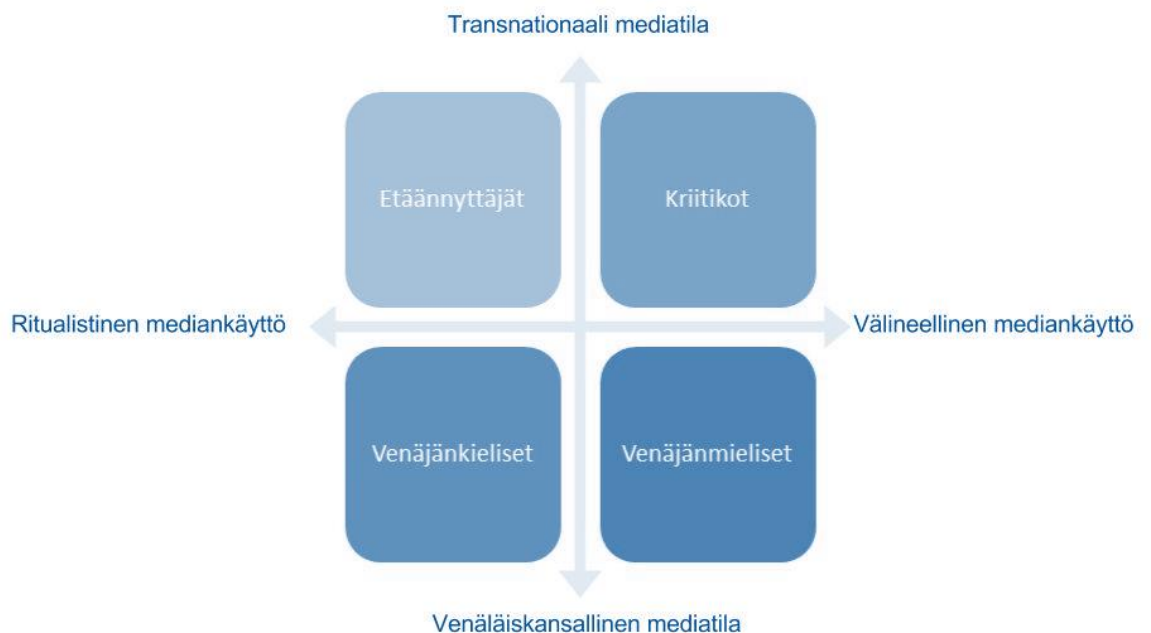 Transnationaali mediatila
Etäännyttäjät
Kriitikot
Ritualistinen mediankäyttö
Välineellinen mediankäyttö
Venäjänkieliset
Venäjänmieliset
Venäläiskansallinen mediatila